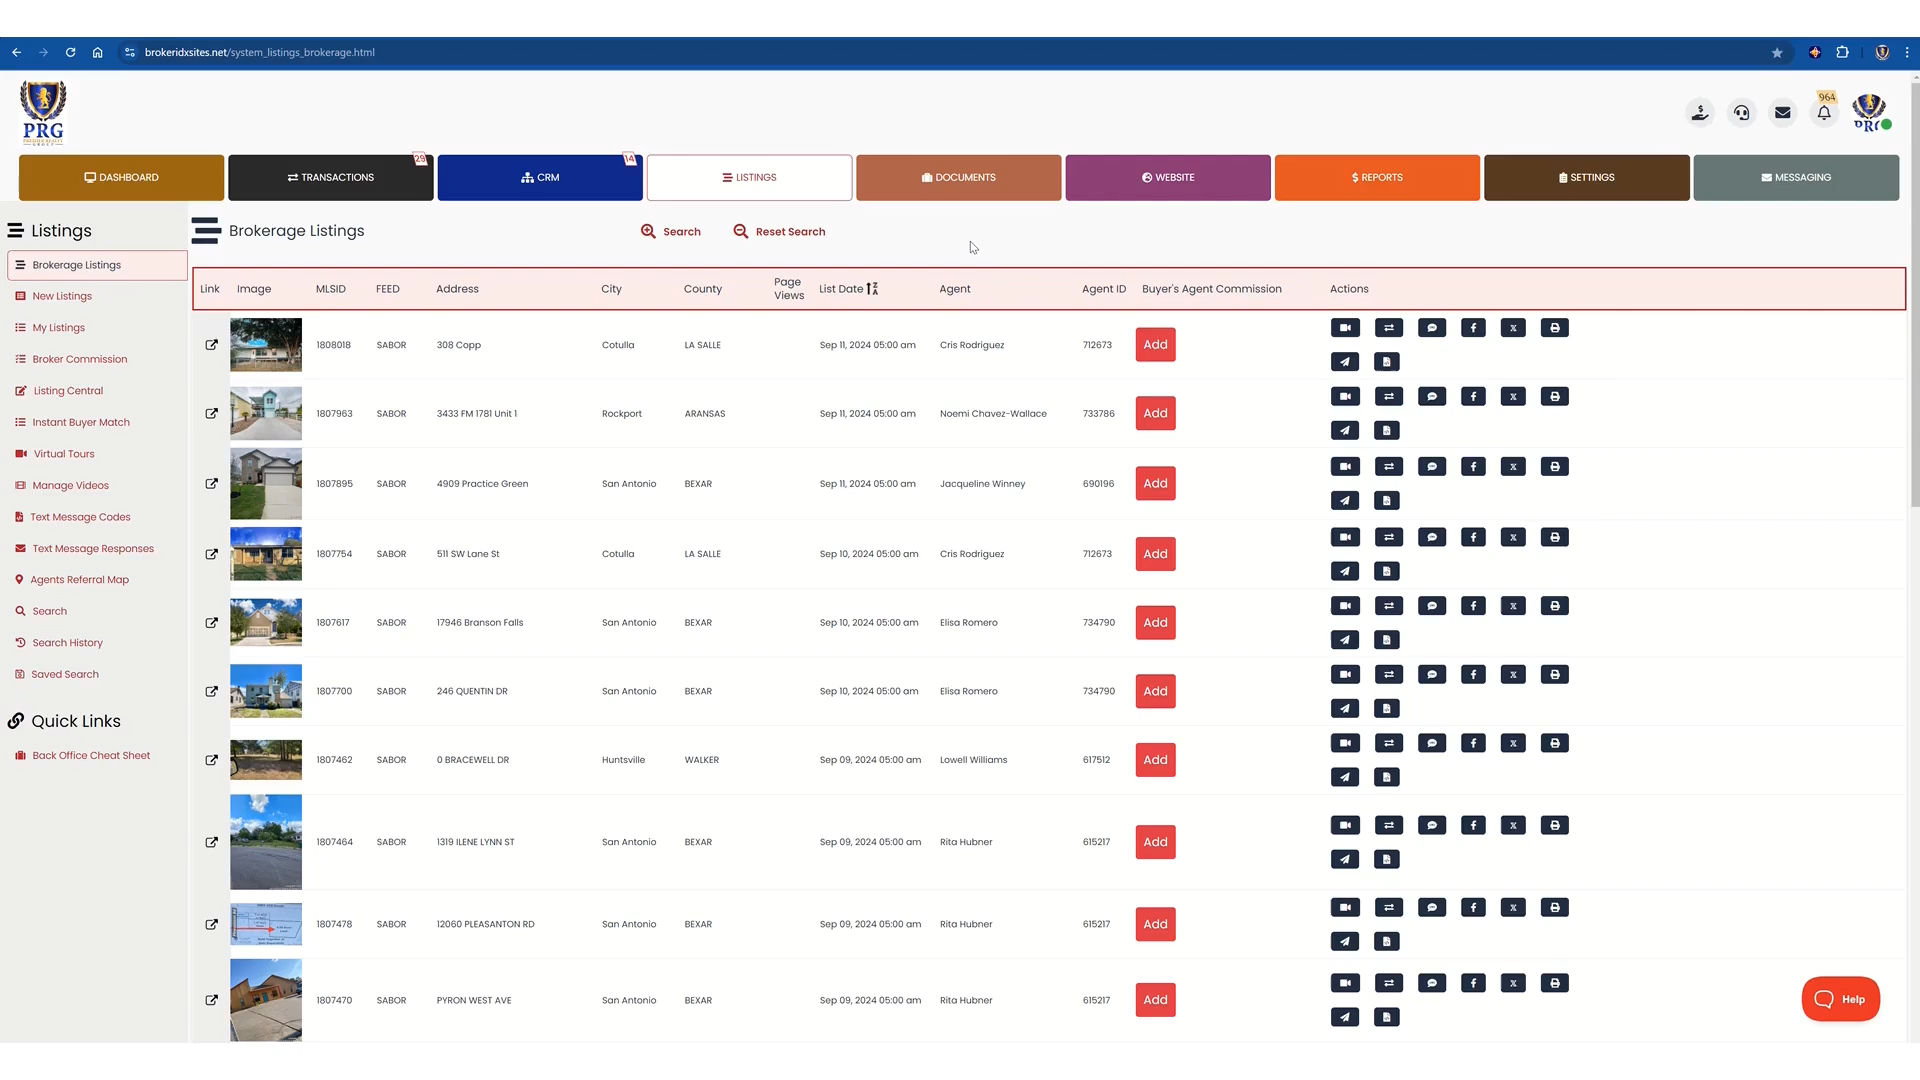 brokeridxsites.net/system_listings_brokerage.html
PRG
964
DASHBOARD
TRANSACTIONS
29
CRM
14
LISTINGS
DOCUMENTS
WEBSITE
REPORTS
SETTINGS
MESSAGING
Listings
Brokerage Listings
New Listings
My Listings
Broker Commission
Listing Central
Instant Buyer Match
Virtual Tours
Manage Videos
Text Message Codes
Text Message Responses
Agents Referral Map
Search
Search History
Saved Search
Quick Links
Back Office Cheat Sheet
Brokerage Listings
Search
Reset Search
Link Image MLSID FEED Address City County Page Views List Date Agent Agent ID Buyer's Agent Commission Actions
1808018 SABOR 308 Copp Cotulla LA SALLE Sep 11, 2024 05:00 am Cris Rodriguez 712673 Add
1807963 SABOR 3433 FM 1781 Unit 1 Rockport ARANSAS Sep 11, 2024 05:00 am Noemi Chavez-Wallace 733786 Add
1807895 SABOR 4909 Practice Green San Antonio BEXAR Sep 11, 2024 05:00 am Jacqueline Winney 690196 Add
1807754 SABOR 511 SW Lane St Cotulla LA SALLE Sep 10, 2024 05:00 am Cris Rodriguez 712673 Add
1807617 SABOR 17946 Branson Falls San Antonio BEXAR Sep 10, 2024 05:00 am Elisa Romero 734790 Add
1807700 SABOR 246 QUENTIN DR San Antonio BEXAR Sep 10, 2024 05:00 am Elisa Romero 734790 Add
1807462 SABOR 0 BRACEWELL DR Huntsville WALKER Sep 09, 2024 05:00 am Lowell Williams 617512 Add
1807464 SABOR 1319 ILENE LYNN ST San Antonio BEXAR Sep 09, 2024 05:00 am Rita Hubner 615217 Add
1807478 SABOR 12060 PLEASANTON RD San Antonio BEXAR Sep 09, 2024 05:00 am Rita Hubner 615217 Add
1807470 SABOR PYRON WEST AVE San Antonio BEXAR Sep 09, 2024 05:00 am Rita Hubner 615217 Add
Help